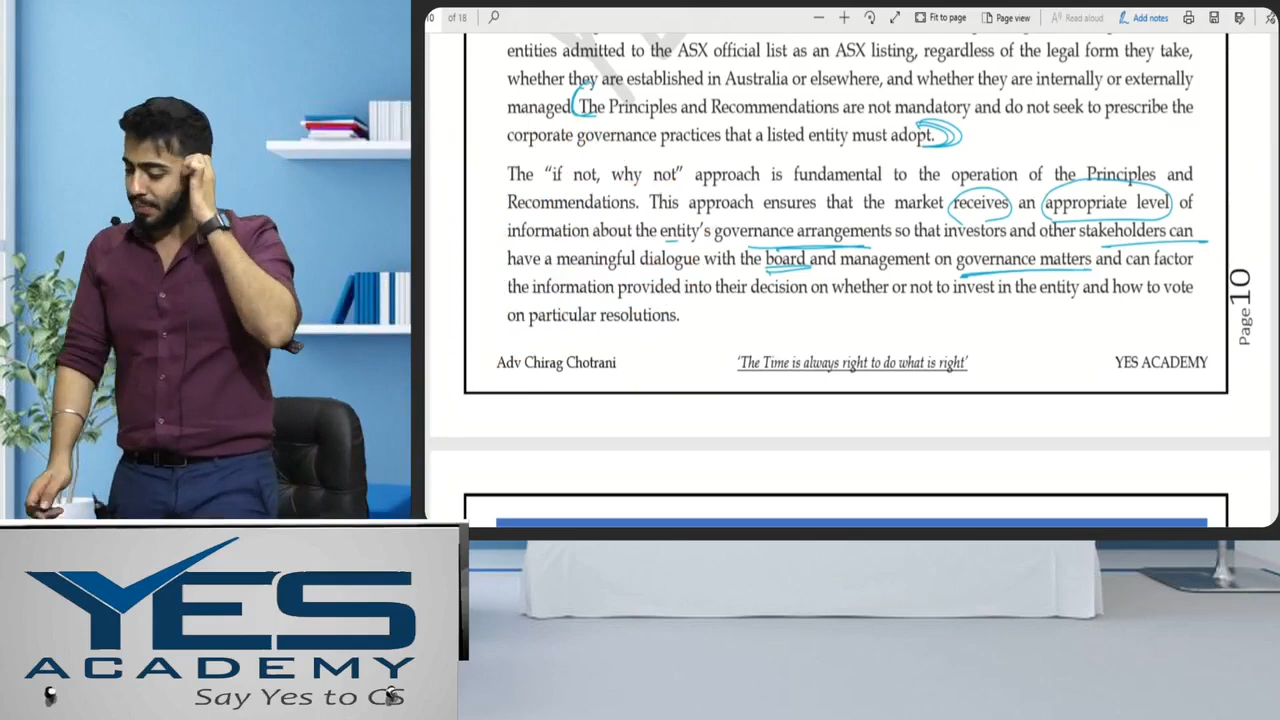 10 of 18
Fit to page
Page view
Read aloud
Add notes
entities admitted to the ASX official list as an ASX listing, regardless of the legal form they take,
whether they are established in Australia or elsewhere, and whether they are internally or externally
managed. The Principles and Recommendations are not mandatory and do not seek to prescribe the
corporate governance practices that a listed entity must adopt.
The “if not, why not” approach is fundamental to the operation of the Principles and
Recommendations. This approach ensures that the market receives an appropriate level of
information about the entity’s governance arrangements so that investors and other stakeholders can
have a meaningful dialogue with the board and management on governance matters and can factor
the information provided into their decision on whether or not to invest in the entity and how to vote
on particular resolutions.
Page 10
Adv Chirag Chotrani
‘The Time is always right to do what is right’
YES ACADEMY
YES
ACADEMY
Say Yes to CS